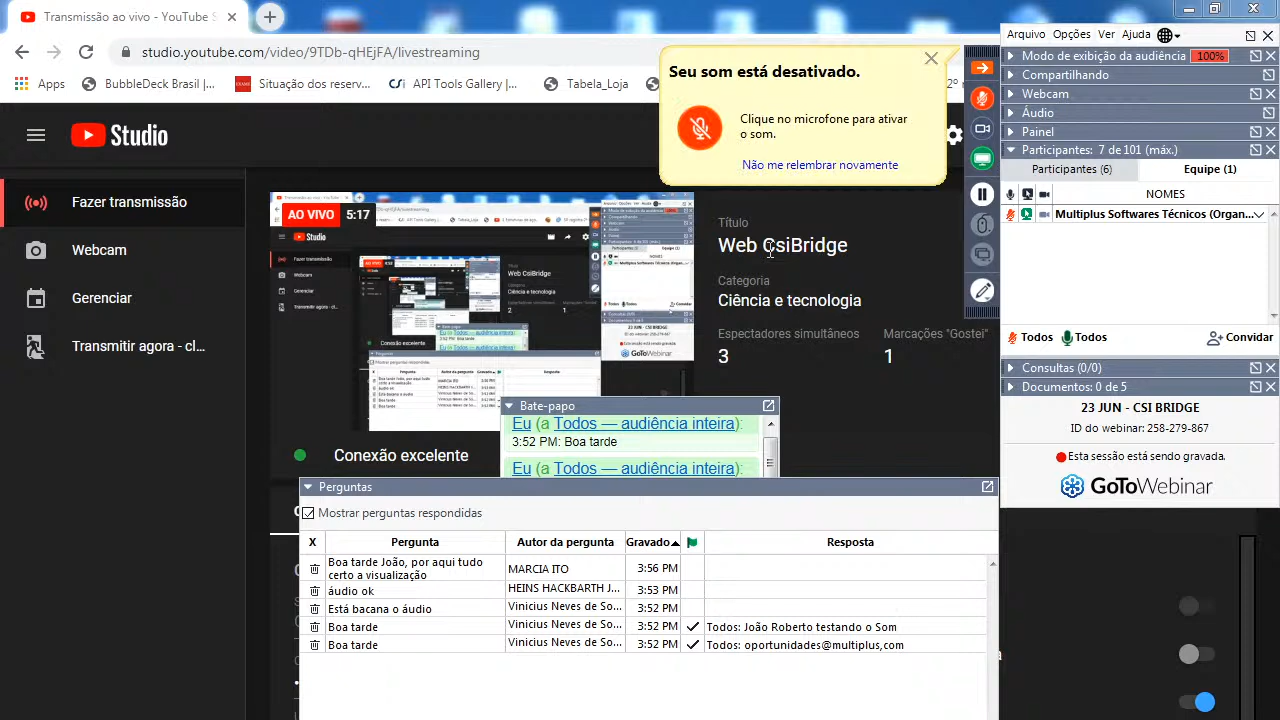 Transmissão ao vivo - YouTube S
studio.youtube.com/video/9TDb-qHEjFA/livestreaming
Apps
BubbleDeck Brasil |...
Situação dos reserv...
CSi API Tools Gallery |...
Tabela_Loja
Studio
Fazer transmissão
Webcam
Gerenciar
Transmitir agora - cl...
AO VIVO
Título
Web CsiBridge
Categoria
Ciência e tecnologia
Espectadores simultâneos
Marcações "Gostei"
3
1
Conexão excelente
Seu som está desativado.
Clique no microfone para ativar
o som.
Não me relembrar novamente
Bate-papo
Eu (a Todos — audiência inteira):
3:52 PM: Boa tarde
Eu (a Todos — audiência inteira):
Perguntas
Mostrar perguntas respondidas
X Pergunta Autor da pergunta Gravado Resposta
Boa tarde João, por aqui tudo
certo a visualização MARCIA ITO 3:56 PM
áudio ok HEINS HACKBARTH J... 3:53 PM
Está bacana o áudio Vinicius Neves de So... 3:52 PM
Boa tarde Vinicius Neves de So... 3:52 PM Todos: João Roberto testando o Som
Boa tarde Vinicius Neves de So... 3:52 PM Todos: oportunidades@multiplus,com
Arquivo Opções Ver Ajuda
Modo de exibição da audiência 100%
Compartilhando
Webcam
Áudio
Painel
Participantes: 7 de 101 (máx.)
Participantes (6) Equipe (1)
NOMES
Todos Todos Convidar
Consultas (0/0)
Documentos: 0 de 5
23 JUN - CSI BRIDGE
ID do webinar: 258-279-867
Esta sessão está sendo gravada.
GoToWebinar